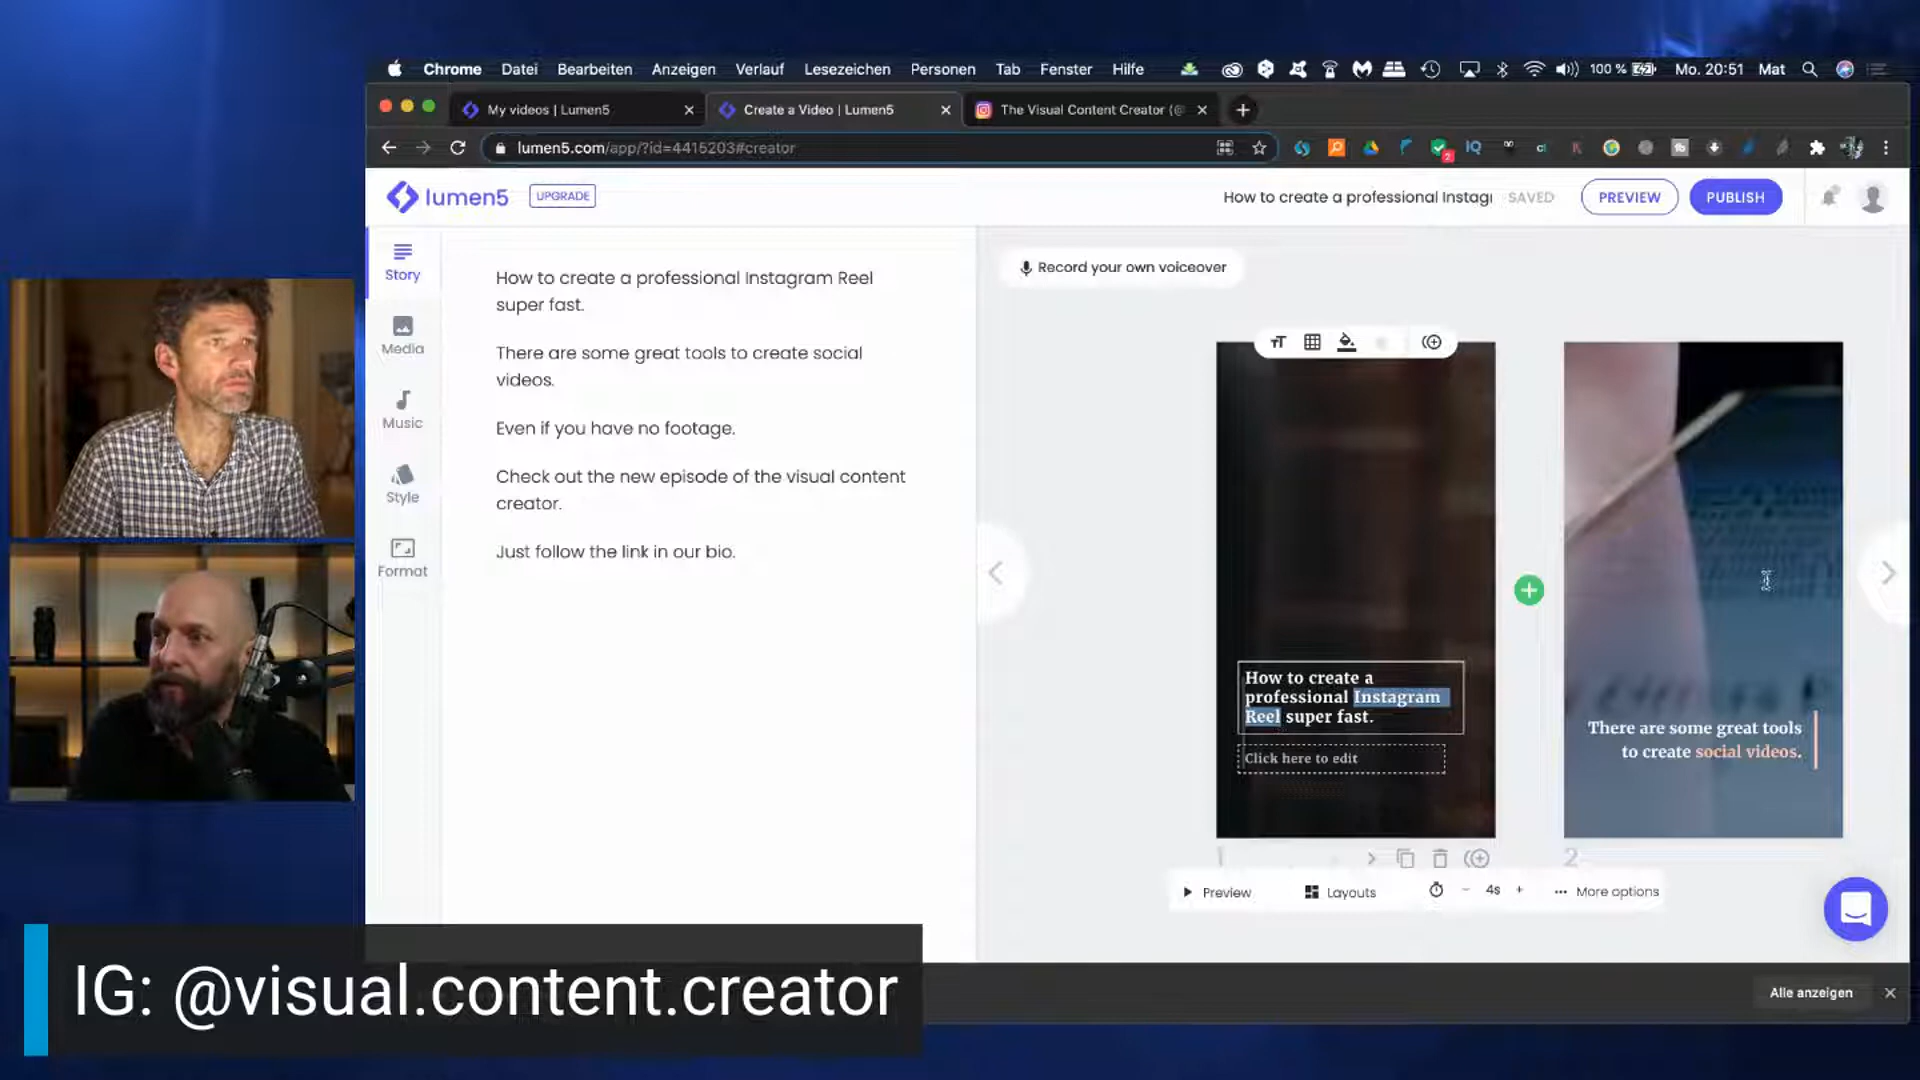 Chrome Datei Bearbeiten Anzeigen Verlauf Lesezeichen Personen Tab Fenster Hilfe 100 % Mo. 20:51 Mat
My videos | Lumen5 Create a Video | Lumen5 The Visual Content Creator (@
lumen5.com/app/?id=4415203#creator
IQ
2
lumen5 UPGRADE How to create a professional Instagı SAVED PREVIEW PUBLISH
Story
Media
Music
Style
Format
How to create a professional Instagram Reel
super fast.
There are some great tools to create social
videos.
Even if you have no footage.
Check out the new episode of the visual content
creator.
Just follow the link in our bio.
Record your own voiceover
How to create a
professional Instagram
Reel super fast.
Click here to edit
There are some great tools
to create social videos.
1 2
Preview Layouts − 4s + More options
IG: @visual.content.creator
Alle anzeigen